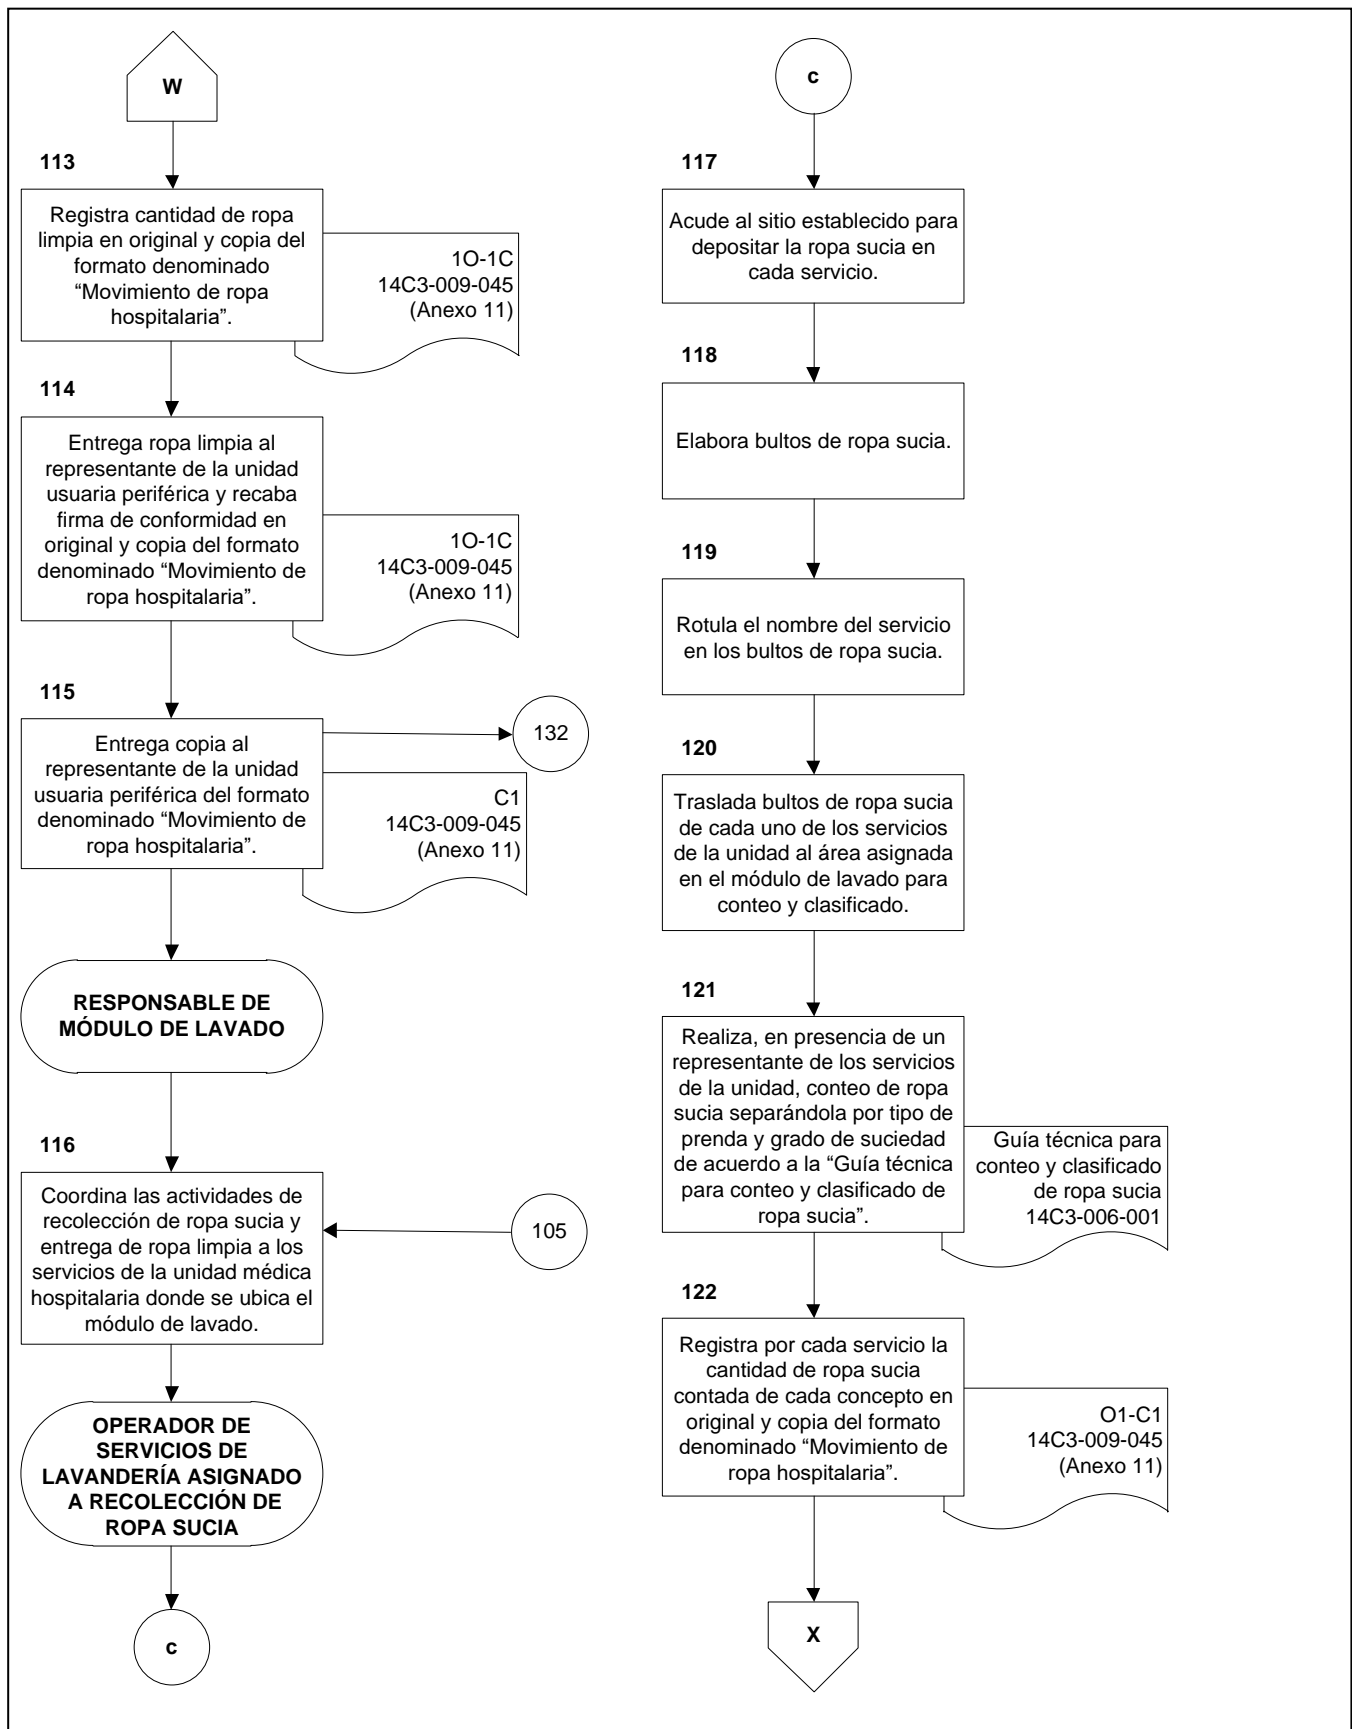 W
113
Registra cantidad de ropa
limpia en original y copia del
formato denominado
“Movimiento de ropa
hospitalaria”.
1O-1C
14C3-009-045
(Anexo 11)
114
Entrega ropa limpia al
representante de la unidad
usuaria periférica y recaba
firma de conformidad en
original y copia del formato
denominado “Movimiento de
ropa hospitalaria”.
1O-1C
14C3-009-045
(Anexo 11)
115
Entrega copia al
representante de la unidad
usuaria periférica del formato
denominado “Movimiento de
ropa hospitalaria”.
132
C1
14C3-009-045
(Anexo 11)
RESPONSABLE DE
MÓDULO DE LAVADO
116
Coordina las actividades de
recolección de ropa sucia y
entrega de ropa limpia a los
servicios de la unidad médica
hospitalaria donde se ubica el
módulo de lavado.
105
OPERADOR DE
SERVICIOS DE
LAVANDERÍA ASIGNADO
A RECOLECCIÓN DE
ROPA SUCIA
c
c
117
Acude al sitio establecido para
depositar la ropa sucia en
cada servicio.
118
Elabora bultos de ropa sucia.
119
Rotula el nombre del servicio
en los bultos de ropa sucia.
120
Traslada bultos de ropa sucia
de cada uno de los servicios
de la unidad al área asignada
en el módulo de lavado para
conteo y clasificado.
121
Realiza, en presencia de un
representante de los servicios
de la unidad, conteo de ropa
sucia separándola por tipo de
prenda y grado de suciedad
de acuerdo a la “Guía técnica
para conteo y clasificado de
ropa sucia”.
Guía técnica para
conteo y clasificado
de ropa sucia
14C3-006-001
122
Registra por cada servicio la
cantidad de ropa sucia
contada de cada concepto en
original y copia del formato
denominado “Movimiento de
ropa hospitalaria”.
O1-C1
14C3-009-045
(Anexo 11)
X